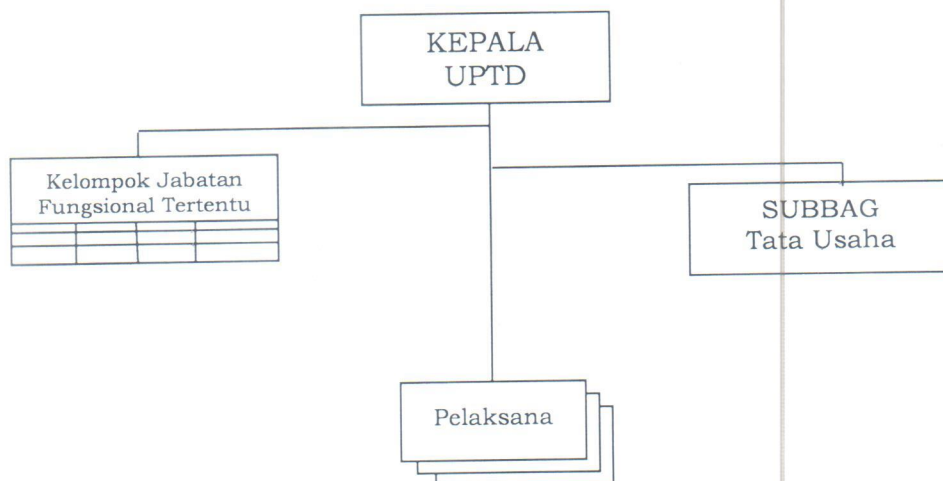 KEPALA
UPTD
Kelompok Jabatan
Fungsional Tertentu
SUBBAG
Tata Usaha
Pelaksana